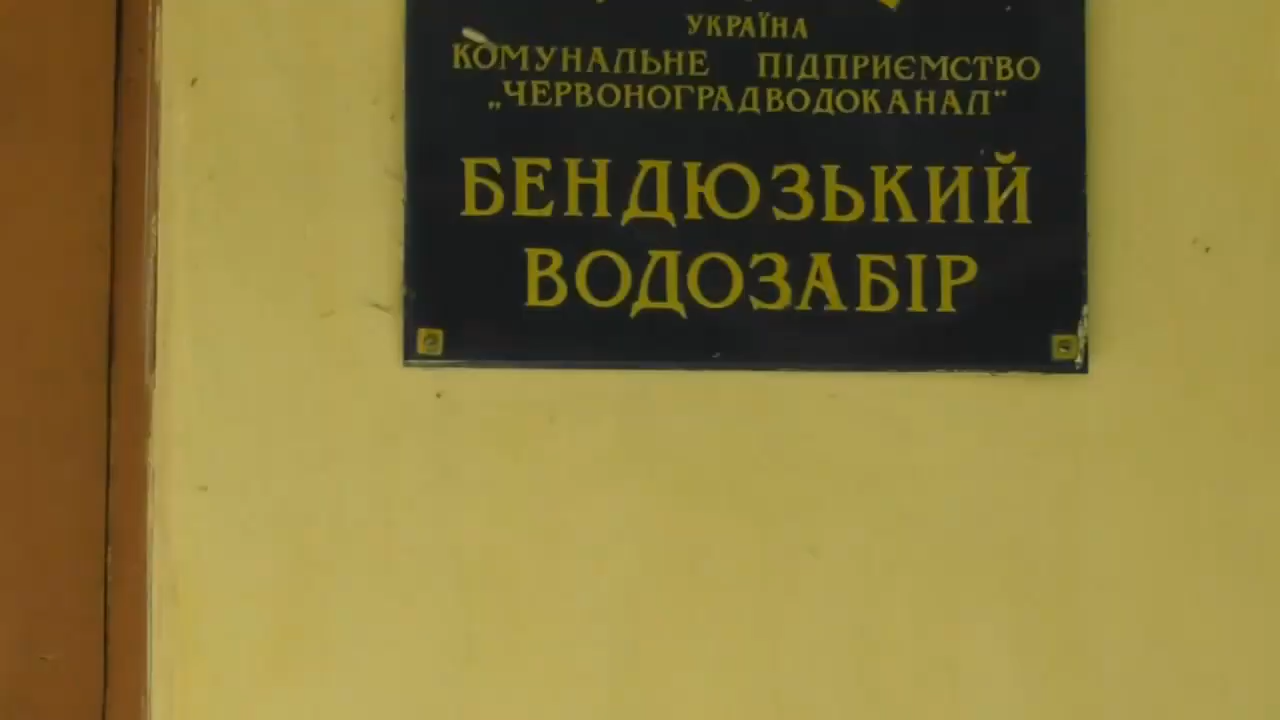 УКРАЇНА
КОМУНАЛЬНЕ ПІДПРИЄМСТВО
„ЧЕРВОНОГРАДВОДОКАНАЛ“
БЕНДЮЗЬКИЙ
ВОДОЗАБІР